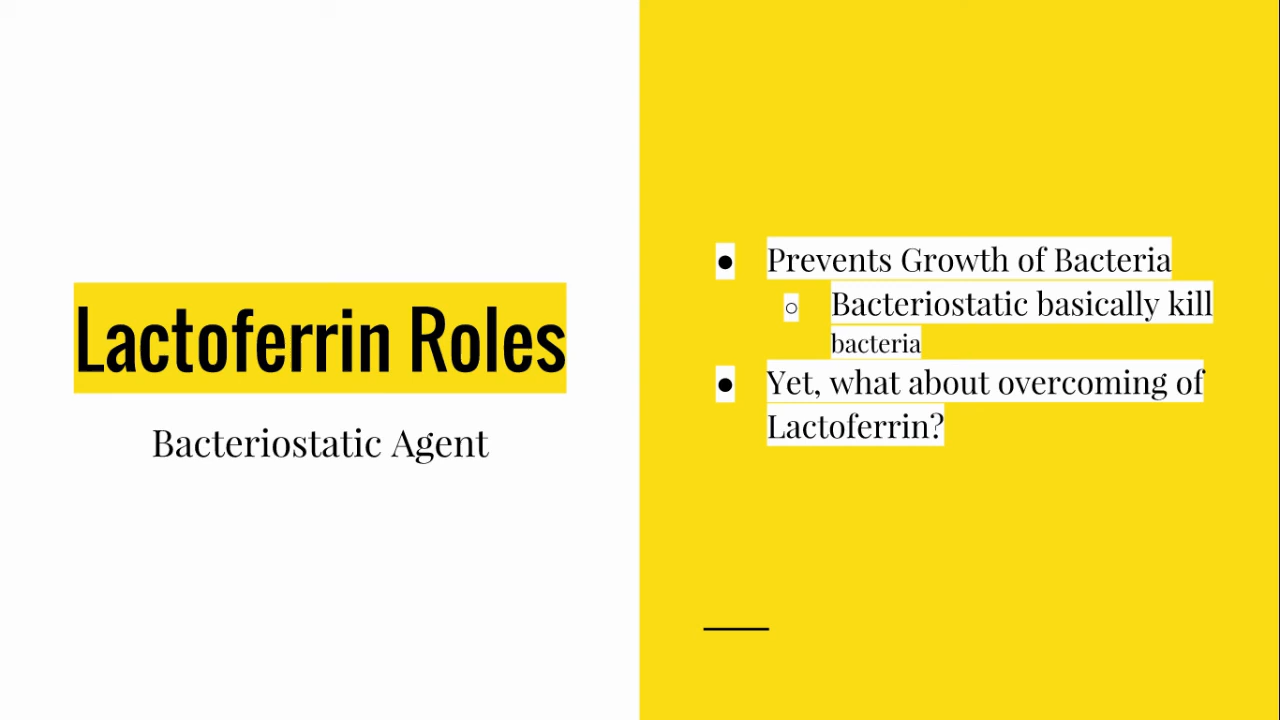 Lactoferrin Roles
Bacteriostatic Agent
● Prevents Growth of Bacteria
○ Bacteriostatic basically kill
bacteria
● Yet, what about overcoming of
Lactoferrin?